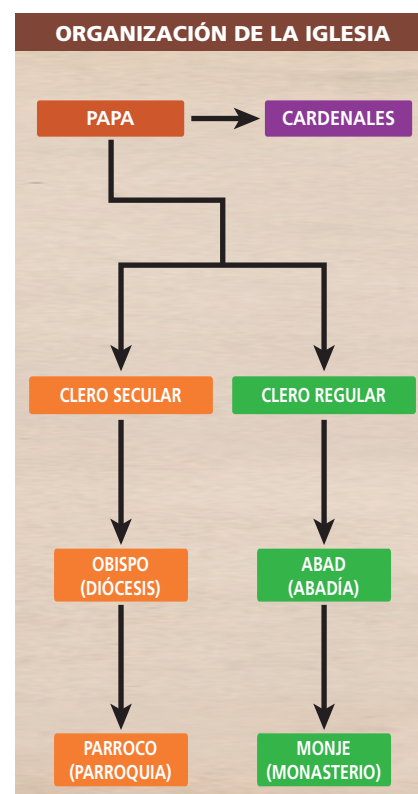 ORGANIZACIÓN DE LA IGLESIA
PAPA
CARDENALES
CLERO SECULAR
CLERO REGULAR
OBISPO
(DIÓCESIS)
ABAD
(ABADÍA)
PARROCO
(PARROQUIA)
MONJE
(MONASTERIO)